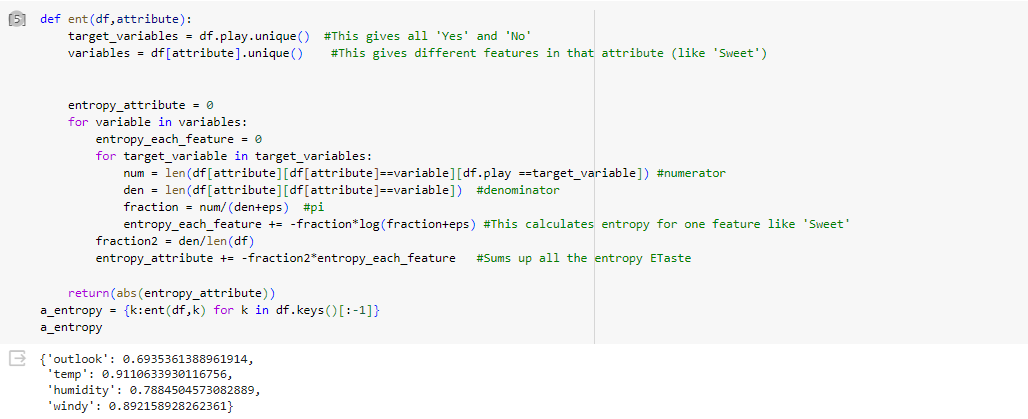 [5] def ent(df,attribute):
    target_variables = df.play.unique()  #This gives all 'Yes' and 'No'
    variables = df[attribute].unique()    #This gives different features in that attribute (like 'Sweet')
    entropy_attribute = 0
    for variable in variables:
        entropy_each_feature = 0
        for target_variable in target_variables:
            num = len(df[attribute][df[attribute]==variable][df.play ==target_variable]) #numerator
            den = len(df[attribute][df[attribute]==variable])  #denominator
            fraction = num/(den+eps)  #pi
            entropy_each_feature += -fraction*log(fraction+eps) #This calculates entropy for one feature like 'Sweet'
        fraction2 = den/len(df)
        entropy_attribute += -fraction2*entropy_each_feature   #Sums up all the entropy ETaste
    return(abs(entropy_attribute))
a_entropy = {k:ent(df,k) for k in df.keys()[:-1]}
a_entropy
{'outlook': 0.6935361388961914,
 'temp': 0.9110633930116756,
 'humidity': 0.7884504573082889,
 'windy': 0.892158928262361}